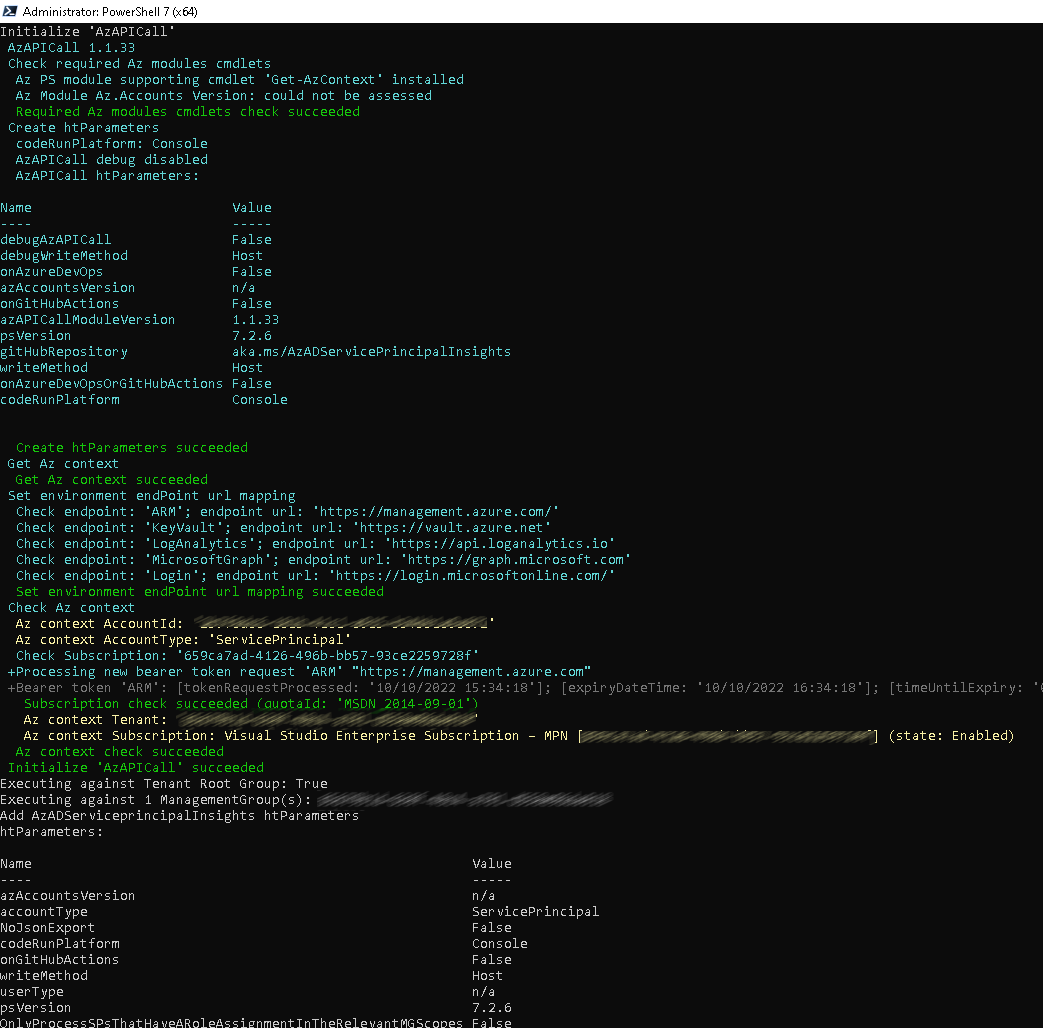 Administrator: PowerShell 7 (x64)
Initialize 'AzAPICall'
AzAPICall 1.1.33
Check required Az modules cmdlets
Az PS module supporting cmdlet 'Get-AzContext' installed
Az Module Az.Accounts Version: could not be assessed
Required Az modules cmdlets check succeeded
Create htParameters
codeRunPlatform: Console
AzAPICall debug disabled
AzAPICall htParameters:
Name Value
---- -----
debugAzAPICall False
debugWriteMethod Host
onAzureDevOps False
azAccountsVersion n/a
onGitHubActions False
azAPICallModuleVersion 1.1.33
psVersion 7.2.6
gitHubRepository aka.ms/AzADServicePrincipalInsights
writeMethod Host
onAzureDevOpsOrGitHubActions False
codeRunPlatform Console
Create htParameters succeeded
Get Az context
Get Az context succeeded
Set environment endPoint url mapping
Check endpoint: 'ARM'; endpoint url: 'https://management.azure.com/'
Check endpoint: 'KeyVault'; endpoint url: 'https://vault.azure.net'
Check endpoint: 'LogAnalytics'; endpoint url: 'https://api.loganalytics.io'
Check endpoint: 'MicrosoftGraph'; endpoint url: 'https://graph.microsoft.com'
Check endpoint: 'Login'; endpoint url: 'https://login.microsoftonline.com/'
Set environment endPoint url mapping succeeded
Check Az context
Az context AccountId: '
Az context AccountType: 'ServicePrincipal'
Check Subscription: '659ca7ad-4126-496b-bb57-93ce2259728f'
+Processing new bearer token request 'ARM' "https://management.azure.com"
+Bearer token 'ARM': [tokenRequestProcessed: '10/10/2022 15:34:18']; [expiryDateTime: '10/10/2022 16:34:18']; [timeUntilExpiry: '
Subscription check succeeded (quotaId: 'MSDN_2014-09-01')
Az context Tenant: '
Az context Subscription: Visual Studio Enterprise Subscription – MPN [ ] (state: Enabled)
Az context check succeeded
Initialize 'AzAPICall' succeeded
Executing against Tenant Root Group: True
Executing against 1 ManagementGroup(s):
Add AzADServiceprincipalInsights htParameters
htParameters:
Name Value
---- -----
azAccountsVersion n/a
accountType ServicePrincipal
NoJsonExport False
codeRunPlatform Console
onGitHubActions False
writeMethod Host
userType n/a
psVersion 7.2.6
OnlyProcessSPsThatHaveARoleAssignmentInTheRelevantMGScopes False